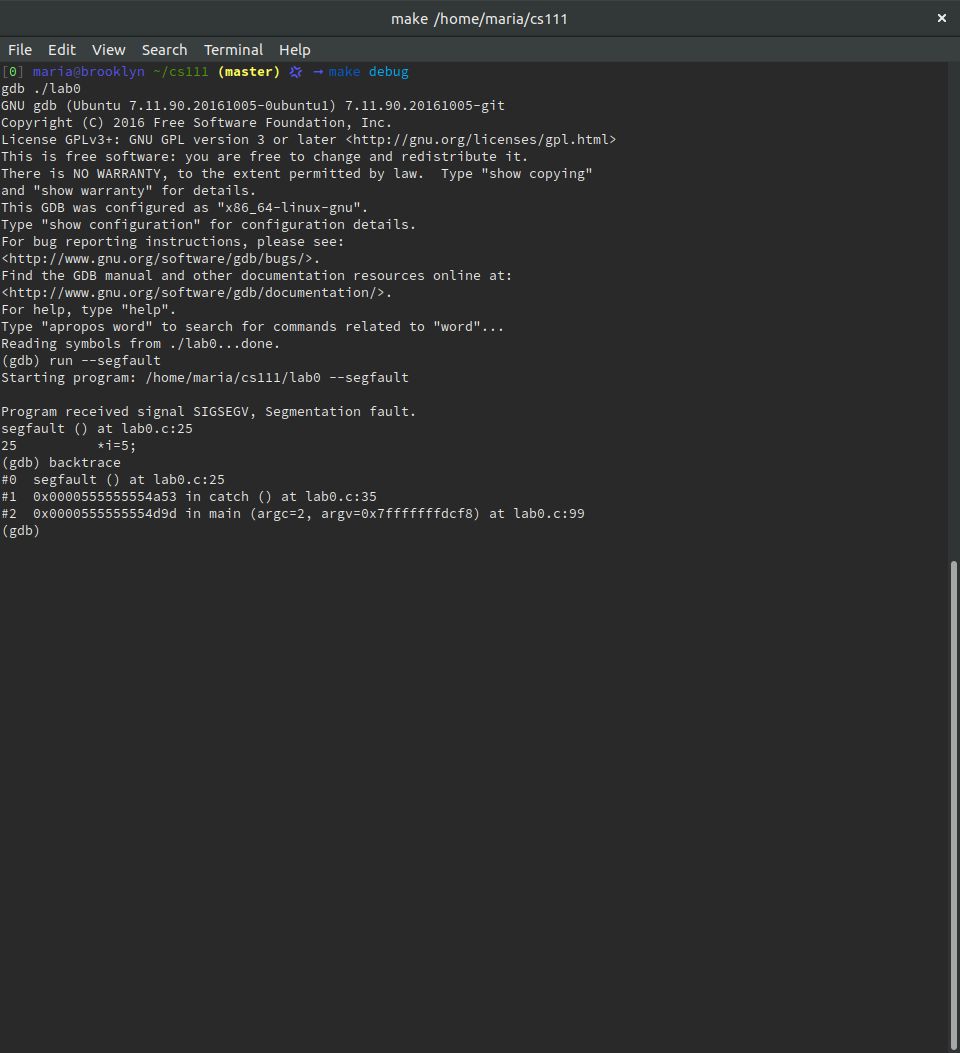 make /home/maria/cs111 ×
File Edit View Search Terminal Help
[0] maria@brooklyn ~/cs111 (master) → make debug
gdb ./lab0
GNU gdb (Ubuntu 7.11.90.20161005-0ubuntu1) 7.11.90.20161005-git
Copyright (C) 2016 Free Software Foundation, Inc.
License GPLv3+: GNU GPL version 3 or later <http://gnu.org/licenses/gpl.html>
This is free software: you are free to change and redistribute it.
There is NO WARRANTY, to the extent permitted by law.  Type "show copying"
and "show warranty" for details.
This GDB was configured as "x86_64-linux-gnu".
Type "show configuration" for configuration details.
For bug reporting instructions, please see:
<http://www.gnu.org/software/gdb/bugs/>.
Find the GDB manual and other documentation resources online at:
<http://www.gnu.org/software/gdb/documentation/>.
For help, type "help".
Type "apropos word" to search for commands related to "word"...
Reading symbols from ./lab0...done.
(gdb) run --segfault
Starting program: /home/maria/cs111/lab0 --segfault
Program received signal SIGSEGV, Segmentation fault.
segfault () at lab0.c:25
25          *i=5;
(gdb) backtrace
#0  segfault () at lab0.c:25
#1  0x0000555555554a53 in catch () at lab0.c:35
#2  0x0000555555554d9d in main (argc=2, argv=0x7fffffffdcf8) at lab0.c:99
(gdb)